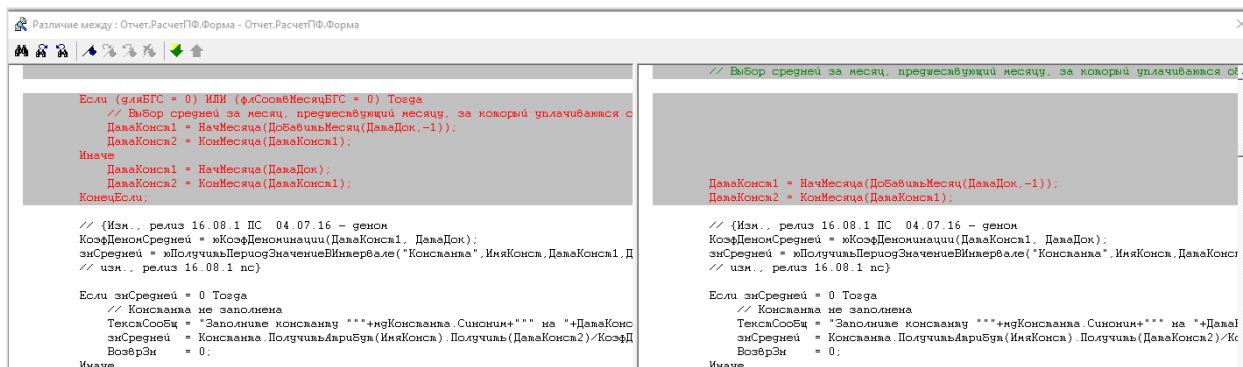 Различие между : Отчет.РасчетПФ.Форма - Отчет.РасчетПФ.Форма
Если (дляБГС = 0) ИЛИ (флСоотвМесяцБГС = 0) Тогда
// Выбор средней за месяц, предшествующий месяцу, за который уплачиваются с
ДатаКонст1 = НачМесяца(ДобавитьМесяц(ДатаДок,-1));
ДатаКонст2 = КонМесяца(ДатаКонст1);
Иначе
ДатаКонст1 = НачМесяца(ДатаДок);
ДатаКонст2 = КонМесяца(ДатаКонст1);
КонецЕсли;
// {Изм., релиз 16.08.1 ПС 04.07.16 - деном
КоэфДеномСредней = юКоэфДеноминации(ДатаКонст1, ДатаДок);
знСредней = юПолучитьПериодЗначениеВИнтервале("Константа",ИмяКонст,ДатаКонст1,Д
// изм., релиз 16.08.1 пс}
Если знСредней = 0 Тогда
// Константа не заполнена
ТекстСообщ = "Заполните константу """+мдКонстанта.Синоним+""" на "+ДатаКонс
знСредней = Константа.ПолучитьАтрибут(ИмяКонст).Получить(ДатаКонст2)/КоэфД
ВозврЗн = 0;
Иначе
// Выбор средней за месяц, предшествующий месяцу, за который уплачиваются об
ДатаКонст1 = НачМесяца(ДобавитьМесяц(ДатаДок,-1));
ДатаКонст2 = КонМесяца(ДатаКонст1);
// {Изм., релиз 16.08.1 ПС 04.07.16 - деном
КоэфДеномСредней = юКоэфДеноминации(ДатаКонст1, ДатаДок);
знСредней = юПолучитьПериодЗначениеВИнтервале("Константа",ИмяКонст,ДатаКонст
// изм., релиз 16.08.1 пс}
Если знСредней = 0 Тогда
// Константа не заполнена
ТекстСообщ = "Заполните константу """+мдКонстанта.Синоним+""" на "+ДатаК
знСредней = Константа.ПолучитьАтрибут(ИмяКонст).Получить(ДатаКонст2)/Ко
ВозврЗн = 0;
Иначе